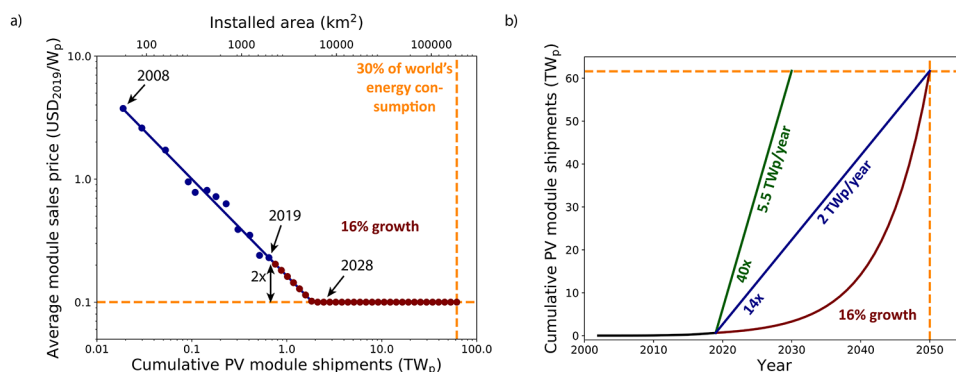 a)
Installed area (km²)
100 1000 10000 100000
Average module sales price (USD₂₀₁₉/Wₚ)
10.0
1.0
0.1
2008
30% of world's
energy con-
sumption
2019
16% growth
2x
2028
0.01 0.1 1.0 10.0 100.0
Cumulative PV module shipments (TWₚ)
b)
Cumulative PV module shipments (TWₚ)
60
50
40
30
20
10
0
5.5 TWp/year
40x
2 TWp/year
14x
16% growth
2000 2010 2020 2030 2040 2050
Year